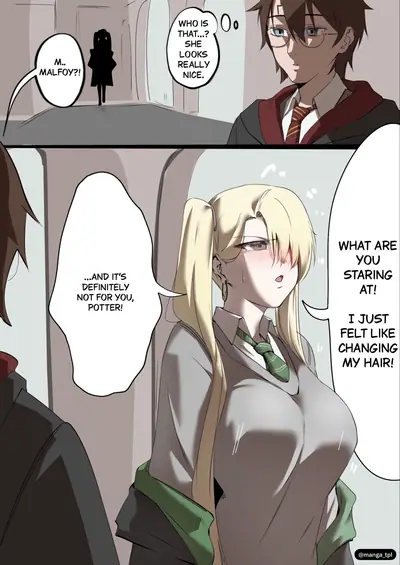 WHO IS
THAT...?
SHE
LOOKS
REALLY
NICE.
M..
MALFOY?!
WHAT ARE
YOU
STARING
AT!
I JUST
FELT LIKE
CHANGING
MY HAIR!
...AND IT'S
DEFINITELY
NOT FOR YOU,
POTTER!
@manga_tpl